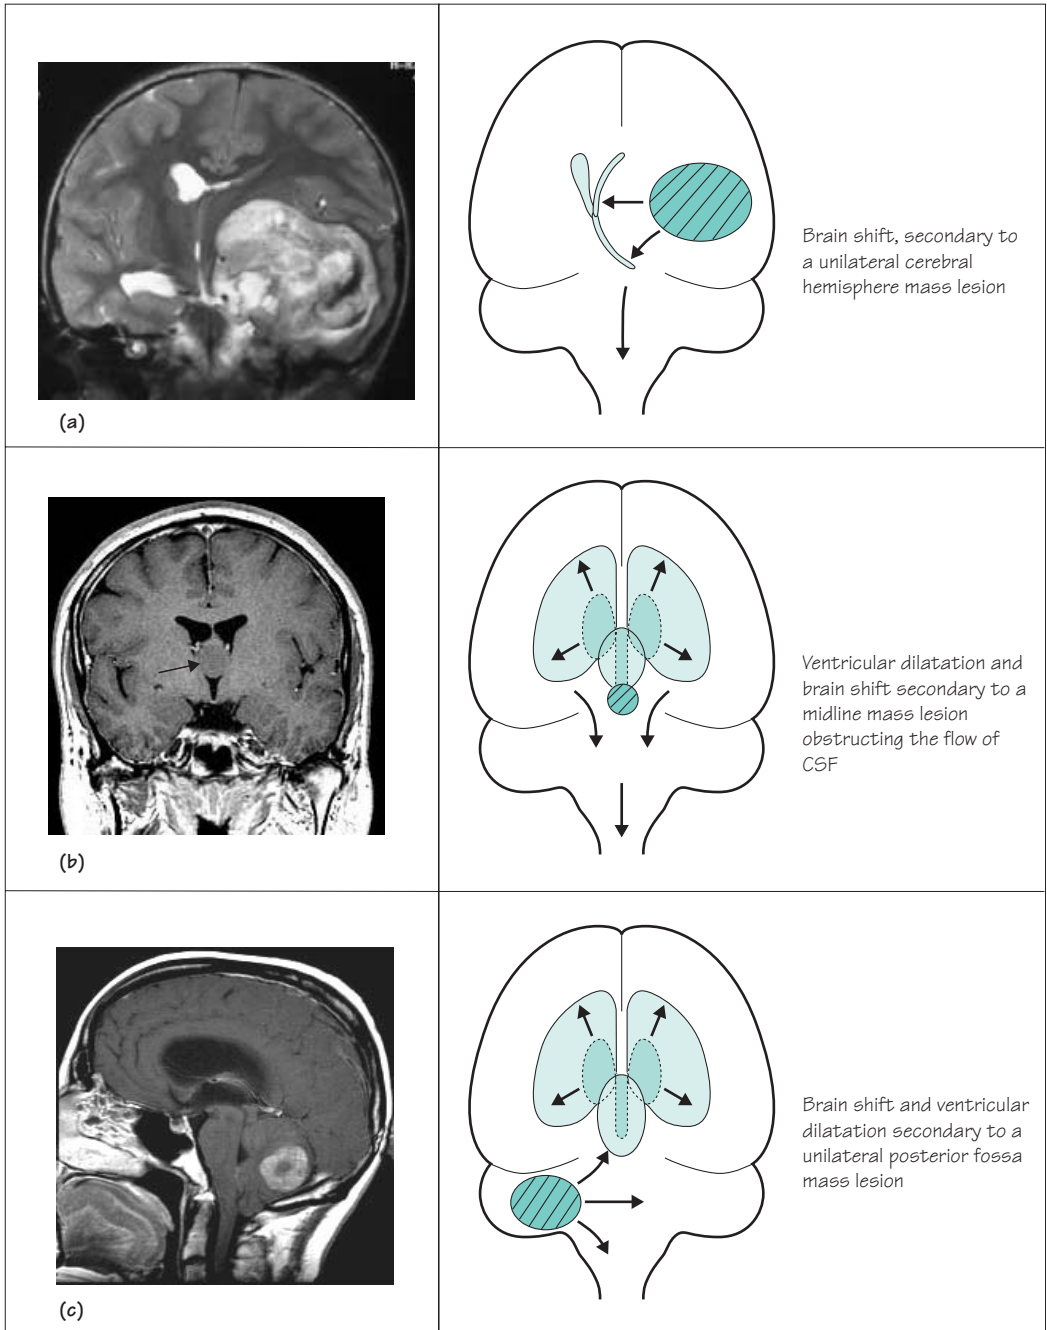 Brain shift, secondary to
a unilateral cerebral
hemisphere mass lesion
(a)
Ventricular dilatation and
brain shift secondary to a
midline mass lesion
obstructing the flow of
CSF
(b)
Brain shift and ventricular
dilatation secondary to a
unilateral posterior fossa
mass lesion
(c)